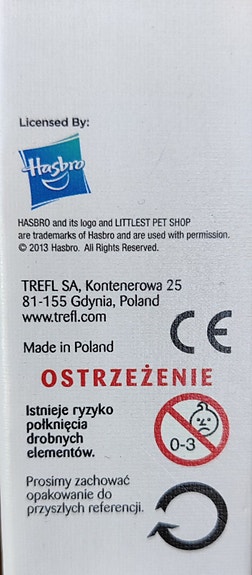 Licensed By:
Hasbro
HASBRO and its logo and LITTLEST PET SHOP
are trademarks of Hasbro and are used with permission.
© 2013 Hasbro. All Rights Reserved.
TREFL SA, Kontenerowa 25
81-155 Gdynia, Poland
www.trefl.com
CE
Made in Poland
OSTRZEŻENIE
Istnieje ryzyko
połknięcia
drobnych
elementów.
0-3
Prosimy zachować
opakowanie do
przyszłych referencji.